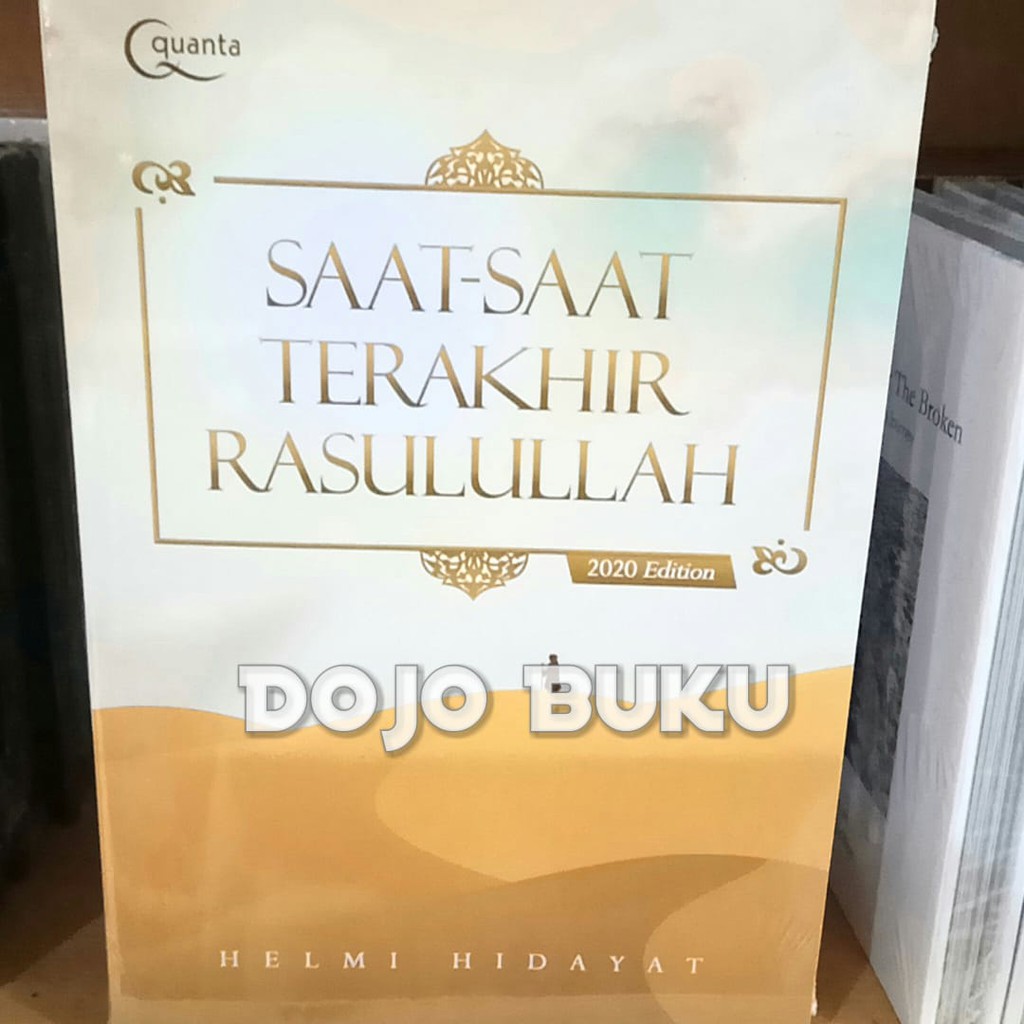 quanta
SAAT-SAAT
TERAKHIR
RASULULLAH
2020 Edition
DOJO BUKU
HELMI HIDAYAT
The Broken